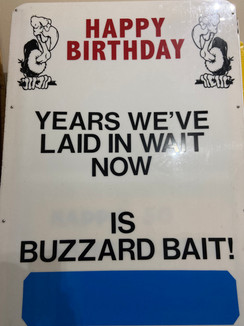 HAPPY
BIRTHDAY
YEARS WE'VE
LAID IN WAIT
NOW
IS
BUZZARD BAIT!